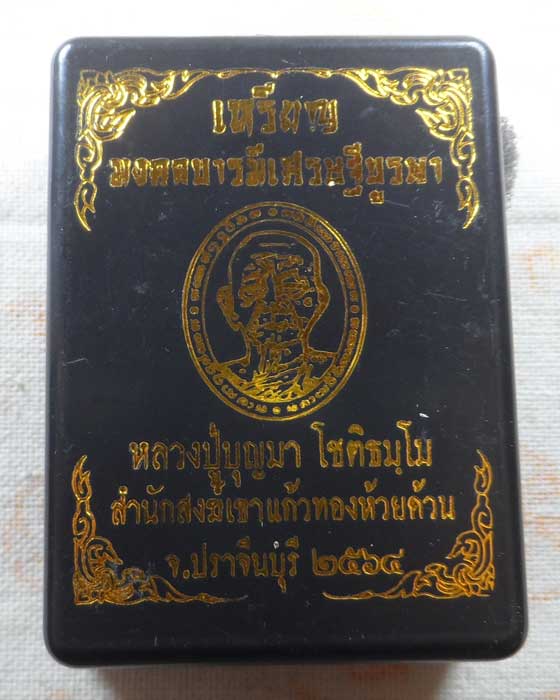 เหรียญ
มงคลบารมีเศรษฐีบูรพา
หลวงปู่บุญมา โชติธมฺโม
สำนักสงฆ์เขาแก้วทองห้วยด้วน
จ.ปราจีนบุรี ๒๕๖๔